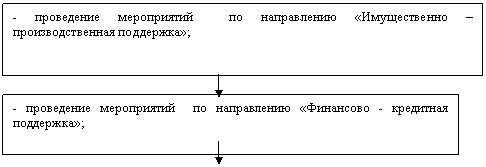 - проведение мероприятий по направлению «Имущественно –
производственная поддержка»;
- проведение мероприятий по направлению «Финансово - кредитная
поддержка»;